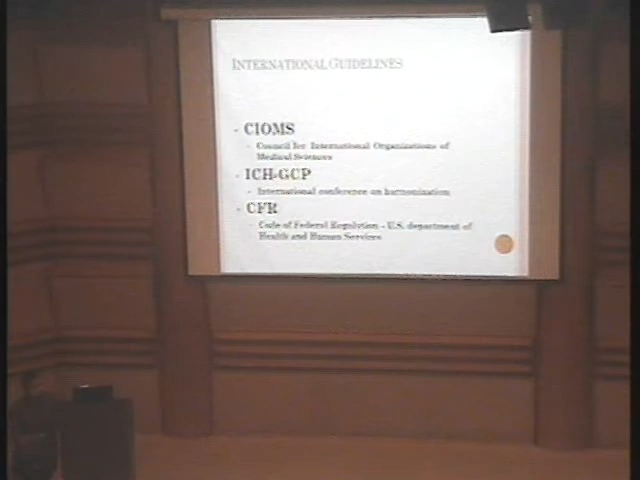 INTERNATIONAL GUIDELINES
CIOMS
Council for International Organizations of
Medical Sciences
ICH-GCP
International conference on harmonization
CFR
Code of Federal Regulation - U.S. department of
Health and Human Services